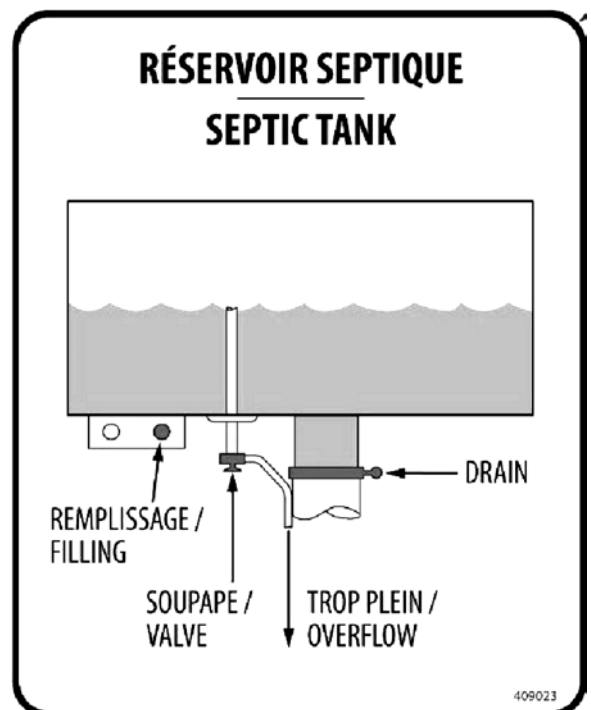 RÉSERVOIR SEPTIQUE
SEPTIC TANK
DRAIN
REMPLISSAGE /
FILLING
SOUPAPE /
VALVE
TROP PLEIN /
OVERFLOW
409023